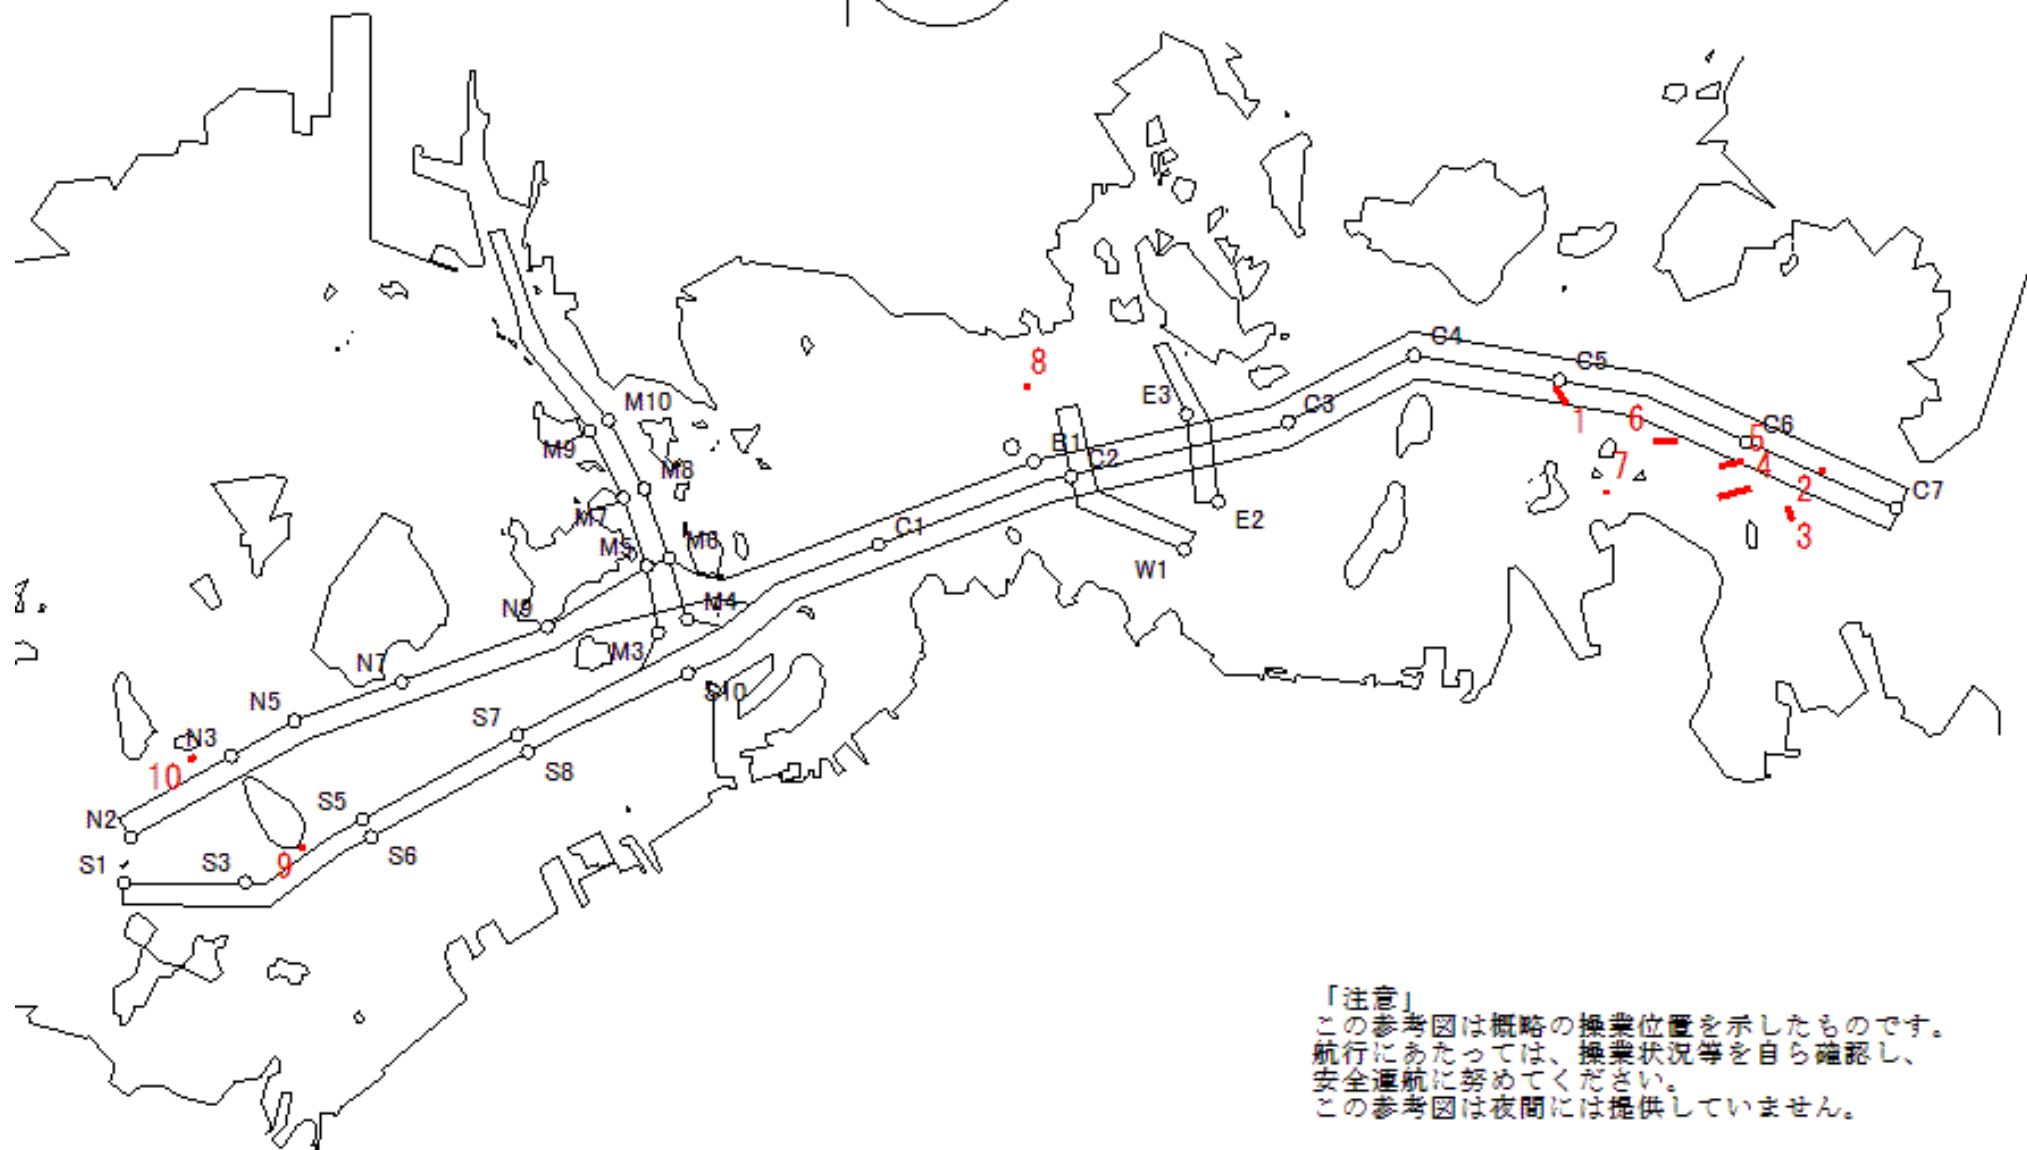 C4
8
C5
E3
M10
C3
1
6
C6
B1
5
M9
C2
4
M8
7
2
C7
M7
E2
C1
3
M5
M6
W1
N9
M4
M3
N7
S10
N5
S7
N3
10
S8
S5
N2
S6
S1
S3
9
「注意」
この参考図は概略の操業位置を示したものです。
航行にあたっては、操業状況等を自ら確認し、
安全運航に努めてください。
この参考図は夜間には提供していません。